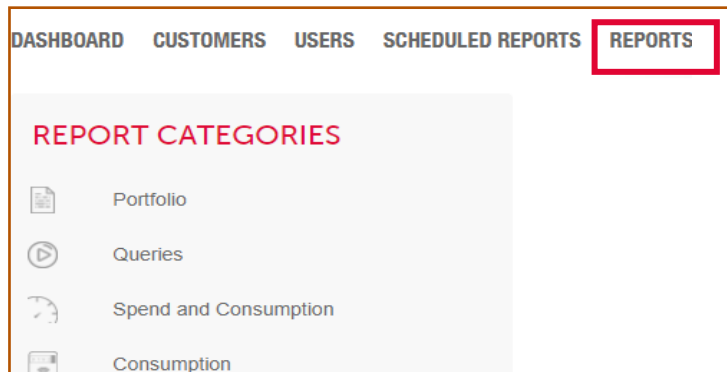 DASHBOARD CUSTOMERS USERS SCHEDULED REPORTS REPORTS
REPORT CATEGORIES
Portfolio
Queries
Spend and Consumption
Consumption